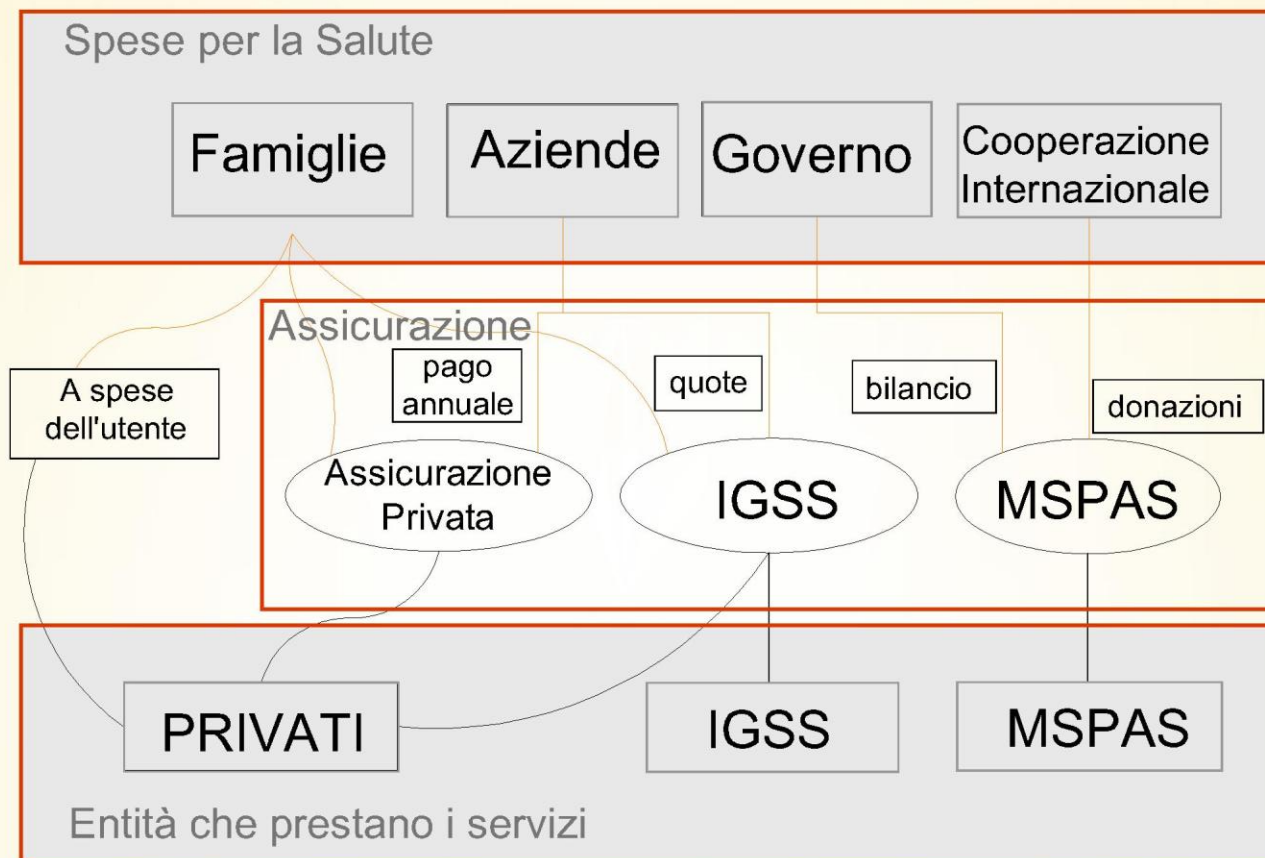 Spese per la Salute
Famiglie
Aziende
Governo
Cooperazione
Internazionale
Assicurazione
A spese
dell'utente
pago
annuale
quote
bilancio
donazioni
Assicurazione
Privata
IGSS
MSPAS
PRIVATI
IGSS
MSPAS
Entità che prestano i servizi